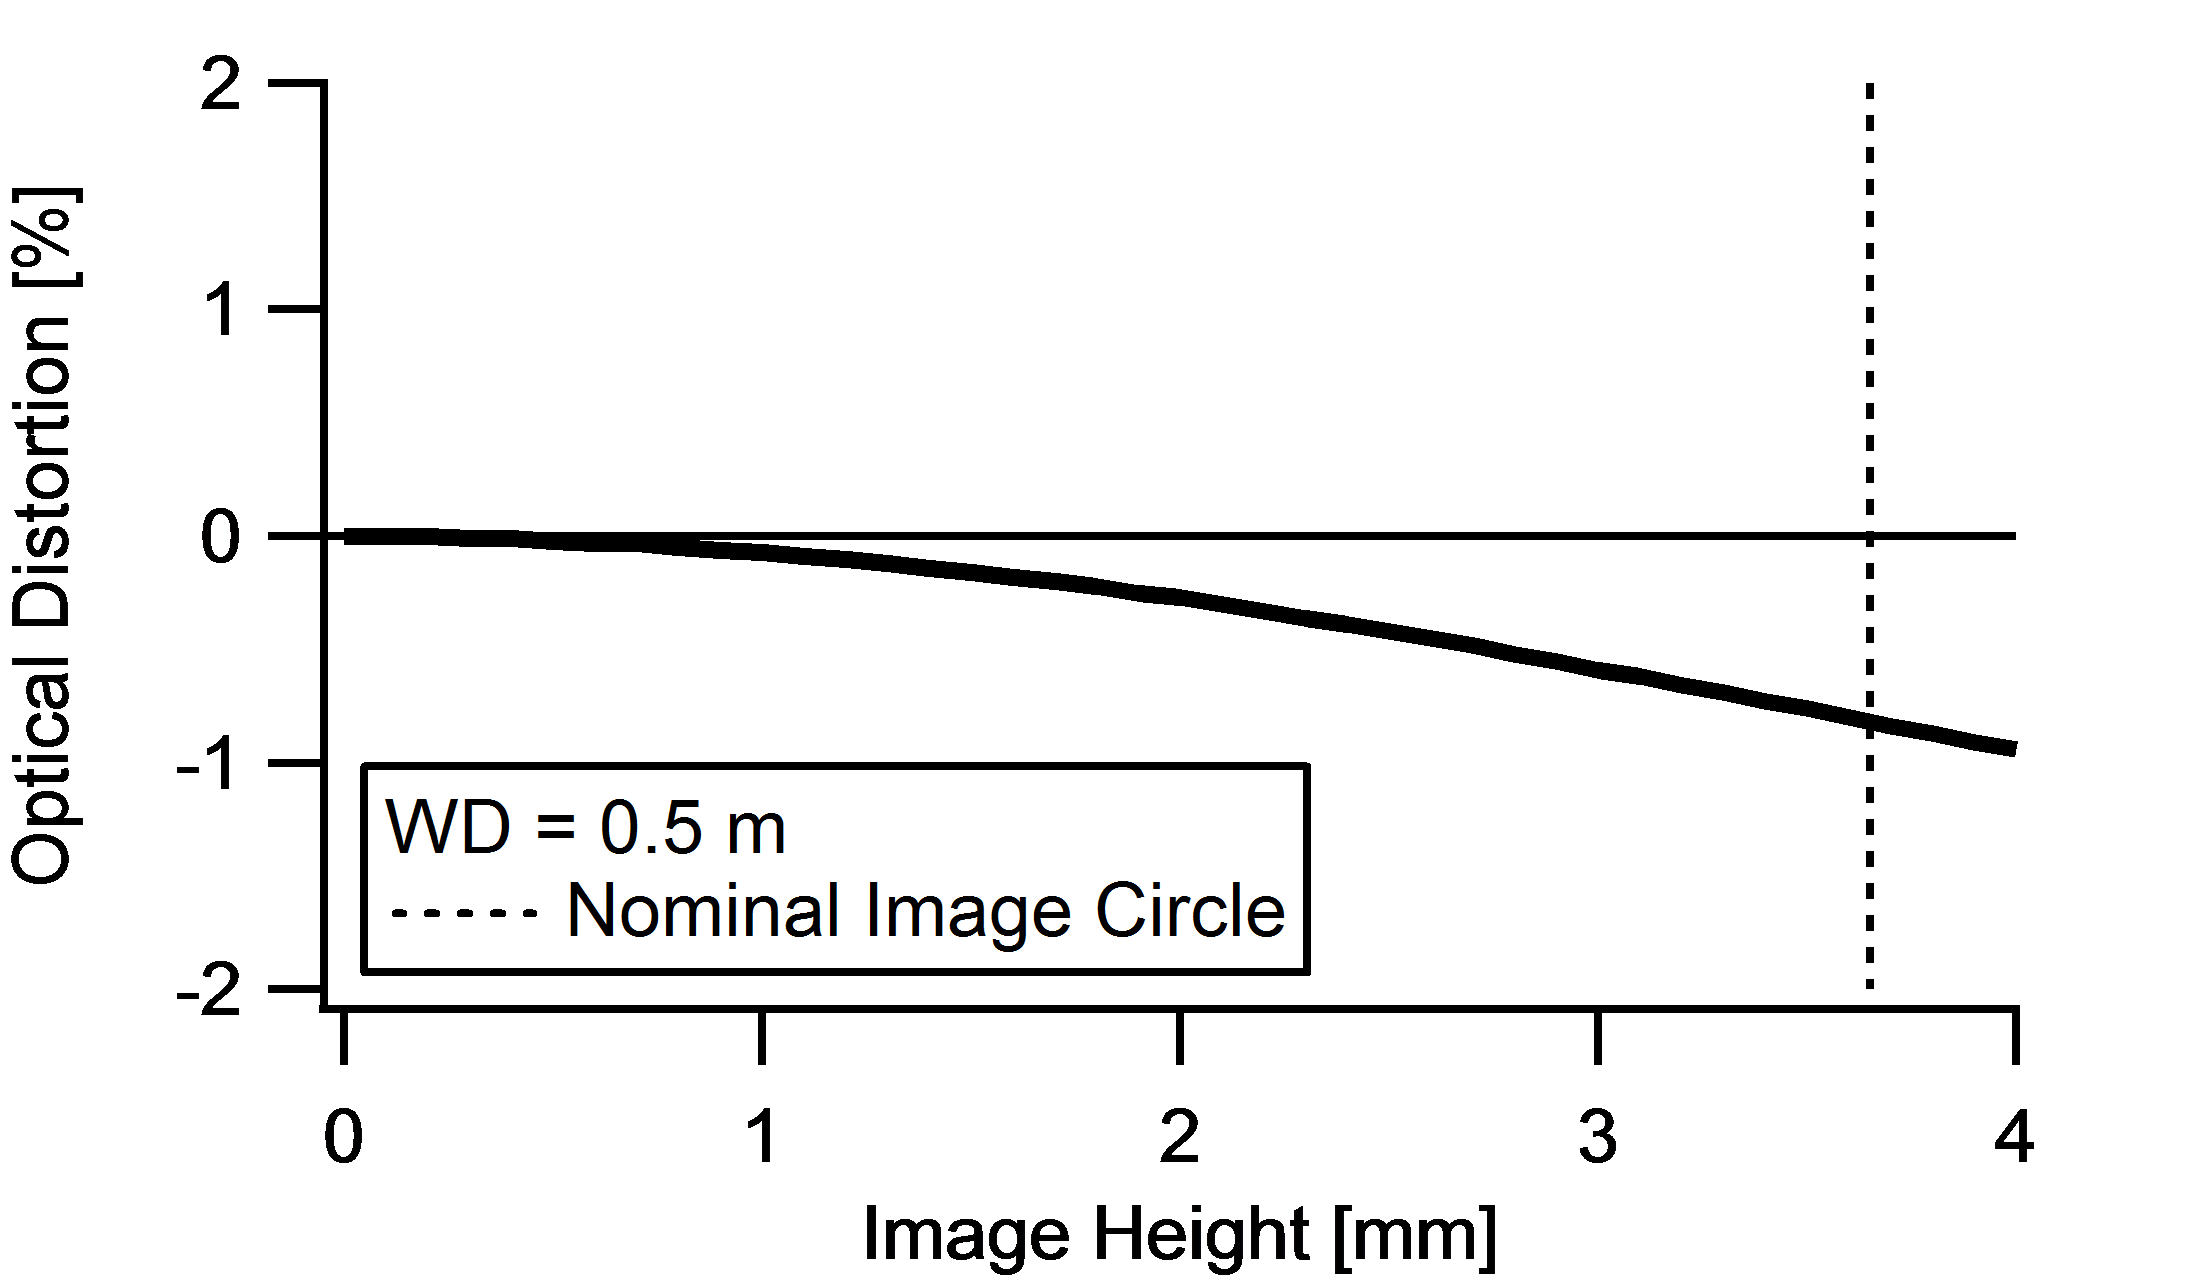 Optical Distortion [%]
2
1
0
-1
-2
WD = 0.5 m
Nominal Image Circle
0 1 2 3 4
Image Height [mm]